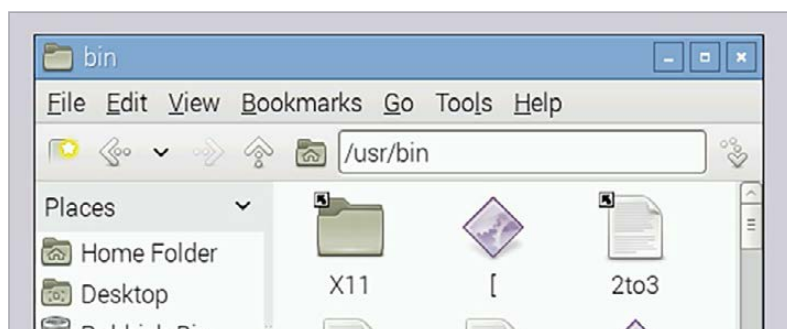 bin
File Edit View Bookmarks Go Tools Help
/usr/bin
Places
Home Folder
Desktop
X11
[
2to3